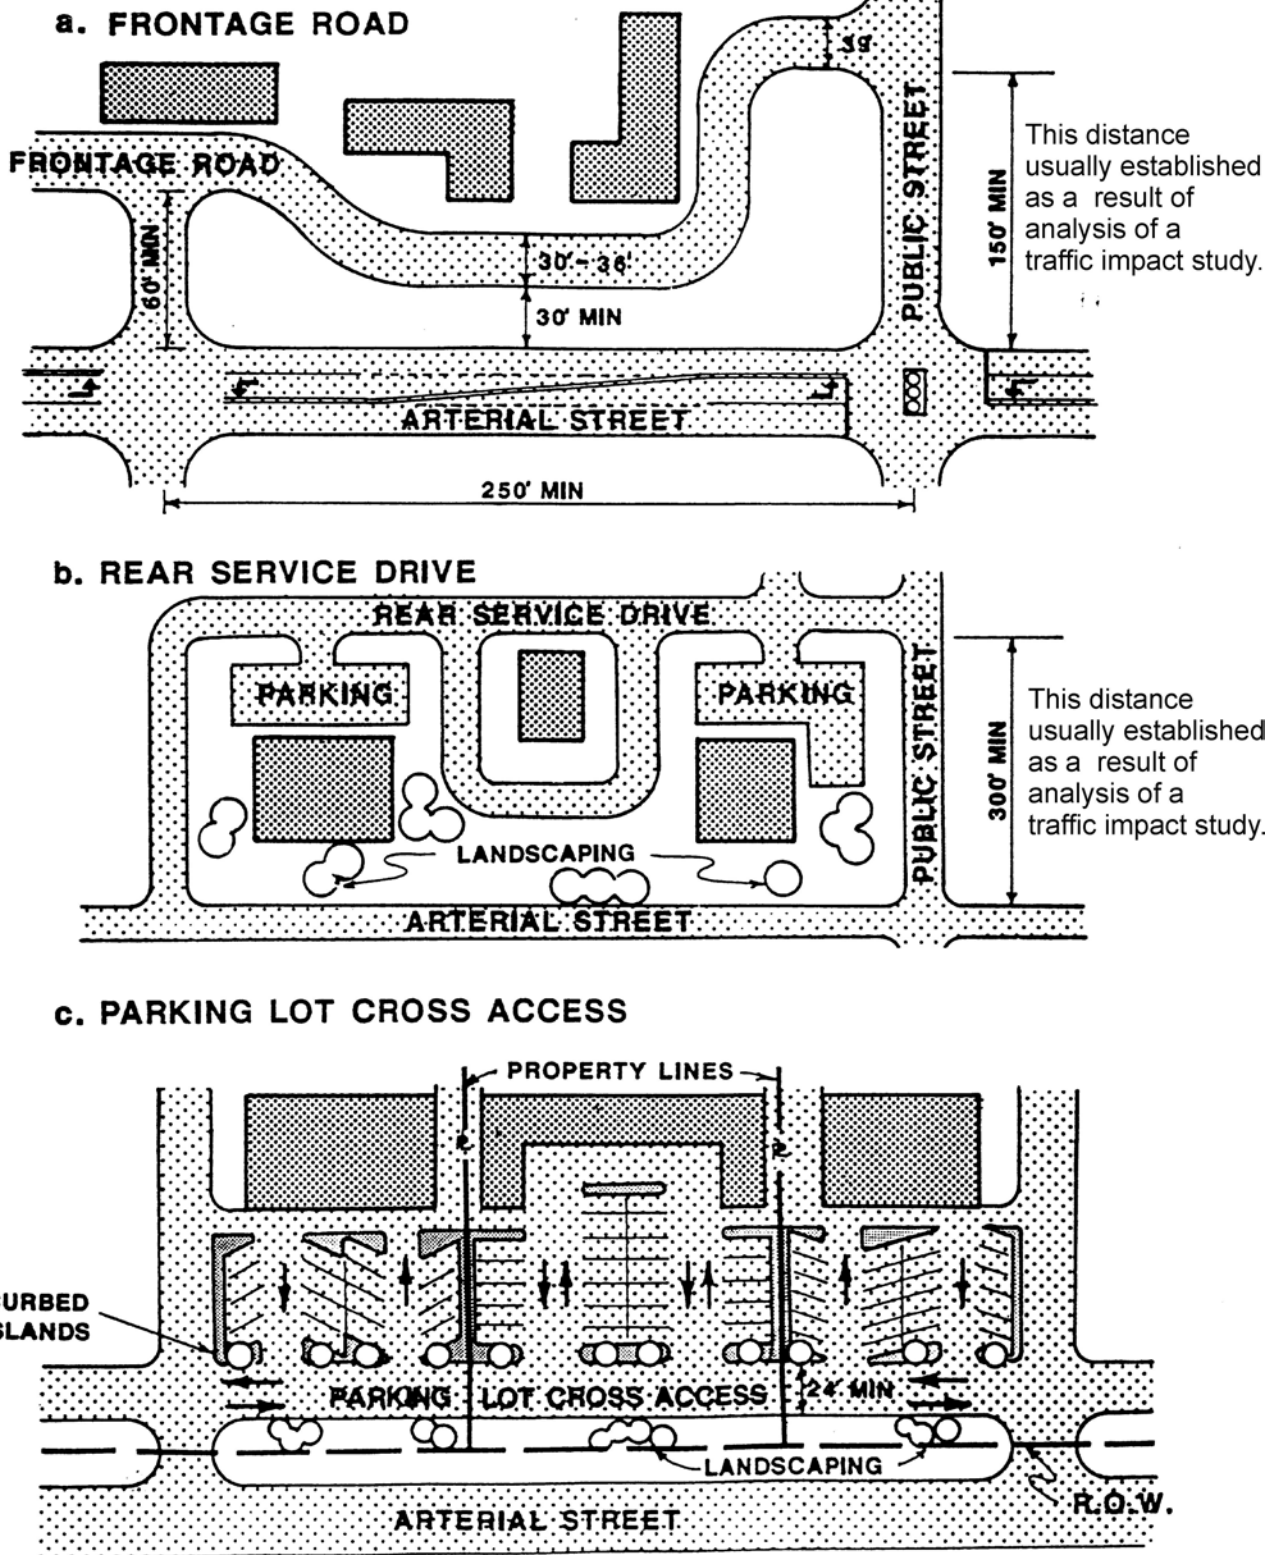 a. FRONTAGE ROAD
39'
FRONTAGE ROAD
PUBLIC STREET
150' MIN
This distance
usually established
as a result of
analysis of a
traffic impact study.
60' MIN
30'- 36'
30' MIN
ARTERIAL STREET
250' MIN
b. REAR SERVICE DRIVE
REAR SERVICE DRIVE
PARKING
PARKING
PUBLIC STREET
300' MIN
This distance
usually established
as a result of
analysis of a
traffic impact study.
LANDSCAPING
ARTERIAL STREET
c. PARKING LOT CROSS ACCESS
PROPERTY LINES
URBED
SLANDS
PARKING LOT CROSS ACCESS
24' MIN
LANDSCAPING
R.O.W.
ARTERIAL STREET